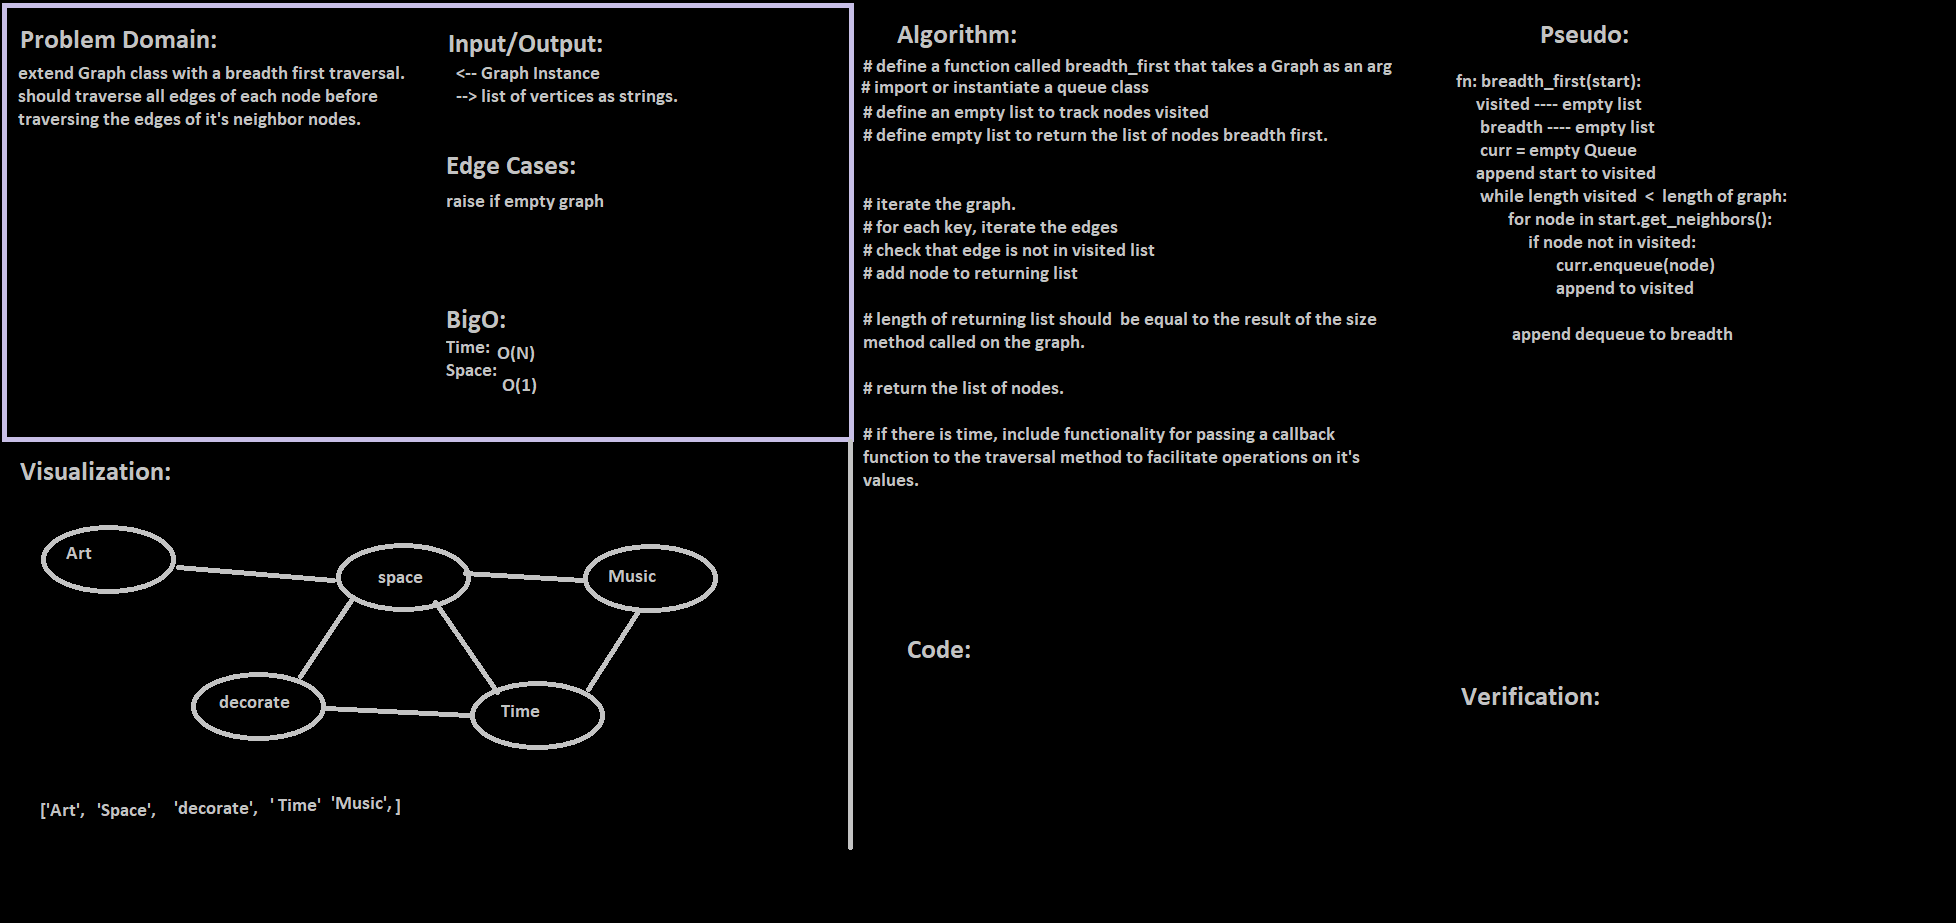 Problem Domain:
extend Graph class with a breadth first traversal.
should traverse all edges of each node before
traversing the edges of it's neighbor nodes.
Input/Output:
<-- Graph Instance
--> list of vertices as strings.
Edge Cases:
raise if empty graph
BigO:
Time: O(N)
Space: O(1)
Visualization:
Art
space
Music
decorate
Time
['Art', 'Space', 'decorate', ' Time' 'Music', ]
Algorithm:
# define a function called breadth_first that takes a Graph as an arg
# import or instantiate a queue class
# define an empty list to track nodes visited
# define empty list to return the list of nodes breadth first.
# iterate the graph.
# for each key, iterate the edges
# check that edge is not in visited list
# add node to returning list
# length of returning list should be equal to the result of the size
method called on the graph.
# return the list of nodes.
# if there is time, include functionality for passing a callback
function to the traversal method to facilitate operations on it's
values.
Code:
Pseudo:
fn: breadth_first(start):
visited ---- empty list
breadth ---- empty list
curr = empty Queue
append start to visited
while length visited < length of graph:
for node in start.get_neighbors():
if node not in visited:
curr.enqueue(node)
append to visited
append dequeue to breadth
Verification: